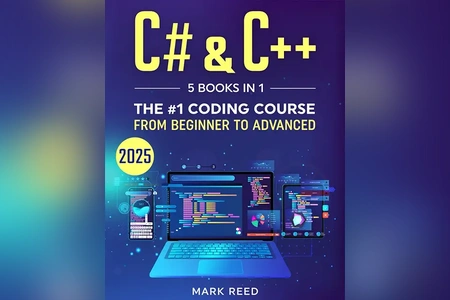 C# & C++
5 BOOKS IN 1
THE #1 CODING COURSE
FROM BEGINNER TO ADVANCED
2025
MARK REED